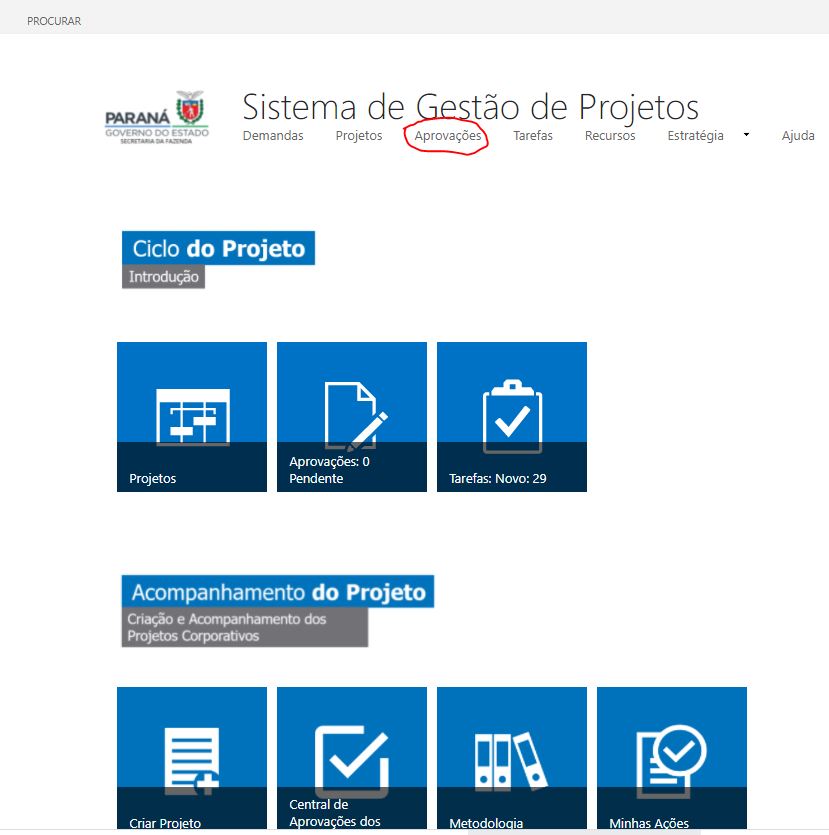 PROCURAR
PARANÁ
GOVERNO DO ESTADO
SECRETARIA DA FAZENDA
Sistema de Gestão de Projetos
Demandas Projetos Aprovações Tarefas Recursos Estratégia Ajuda
Ciclo do Projeto
Introdução
Projetos
Aprovações: 0
Pendente
Tarefas: Novo: 29
Acompanhamento do Projeto
Criação e Acompanhamento dos
Projetos Corporativos
Criar Projeto
Central de
Aprovações dos
Metodologia
Minhas Ações